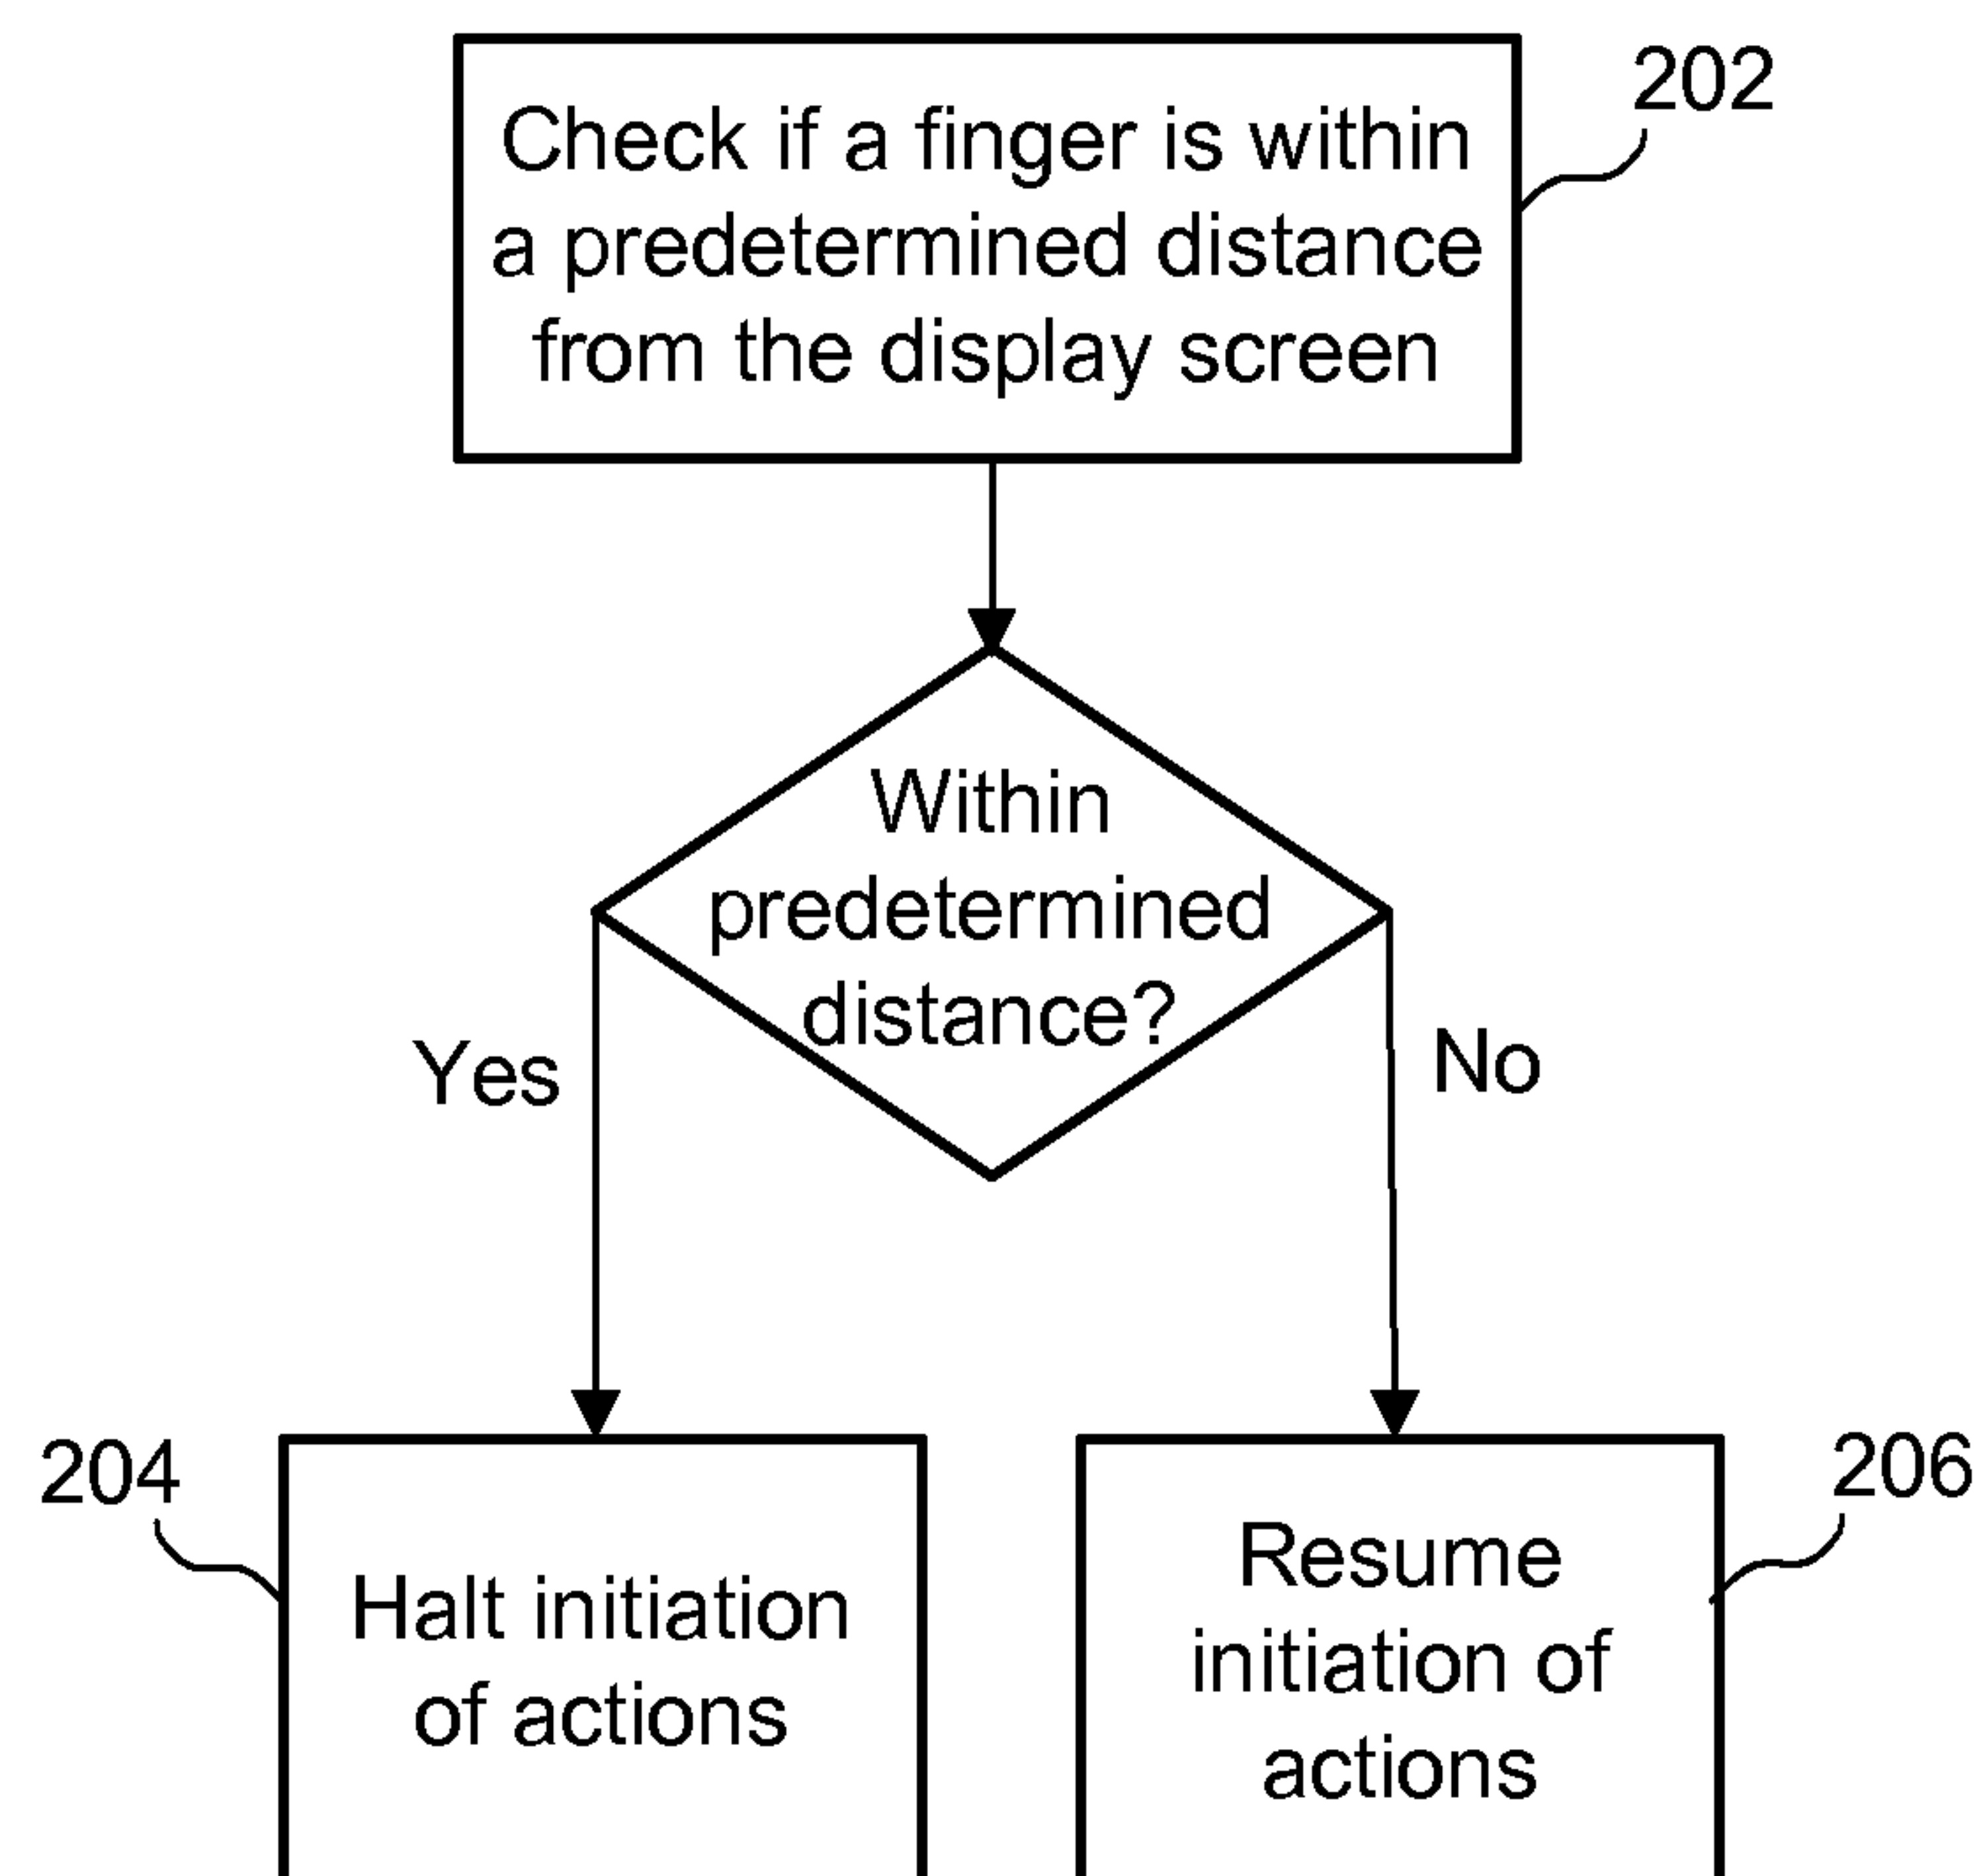 Check if a finger is within
a predetermined distance
from the display screen
202
Within
predetermined
distance?
Yes
No
204
Halt initiation
of actions
Resume
initiation of
actions
206